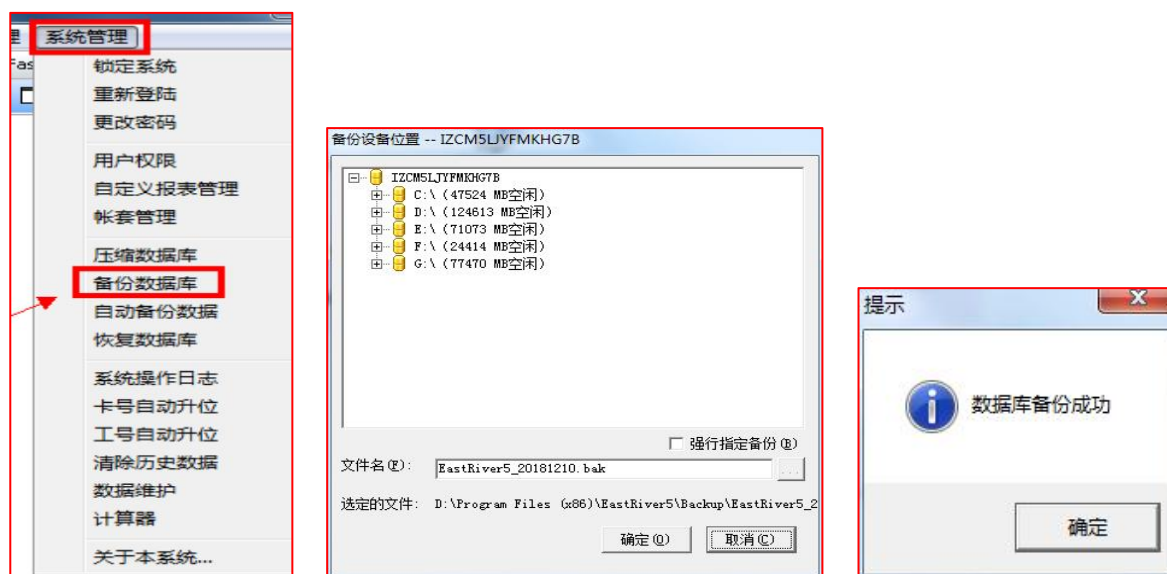 理 系统管理
Fas
锁定系统
重新登陆
更改密码
用户权限
自定义报表管理
帐套管理
压缩数据库
备份数据库
自动备份数据
恢复数据库
系统操作日志
卡号自动升位
工号自动升位
清除历史数据
数据维护
计算器
关于本系统...
备份设备位置 -- IZCM5LJYFMKHG7B
IZCM5LJYFMKHG7B
C:\ (47524 MB空闲)
D:\ (124613 MB空闲)
E:\ (71073 MB空闲)
F:\ (24414 MB空闲)
G:\ (77470 MB空闲)
强行指定备份(B)
文件名(F): EastRiver5_20181210.bak ...
选定的文件: D:\Program Files (x86)\EastRiver5\Backup\EastRiver5_2
确定(O) 取消(C)
提示
数据库备份成功
确定